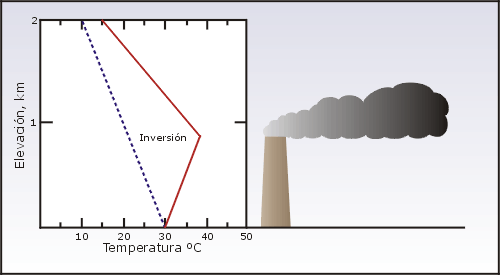 2
1
Elevación, km
Inversión
10 20 30 40 50
Temperatura ºC